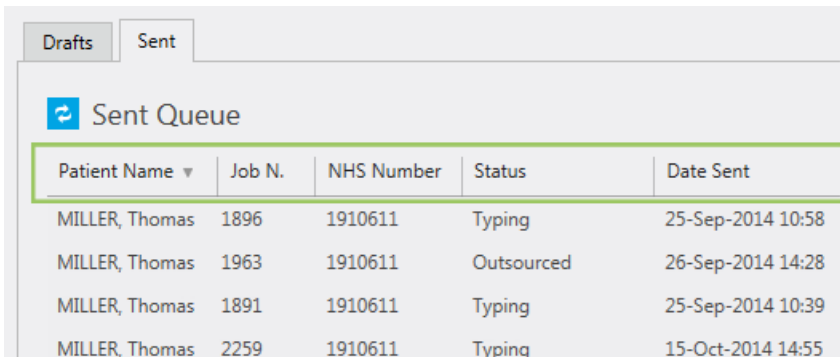 Drafts Sent
Sent Queue
Patient Name Job N. NHS Number Status Date Sent
MILLER, Thomas 1896 1910611 Typing 25-Sep-2014 10:58
MILLER, Thomas 1963 1910611 Outsourced 26-Sep-2014 14:28
MILLER, Thomas 1891 1910611 Typing 25-Sep-2014 10:39
MILLER, Thomas 2259 1910611 Typing 15-Oct-2014 14:55